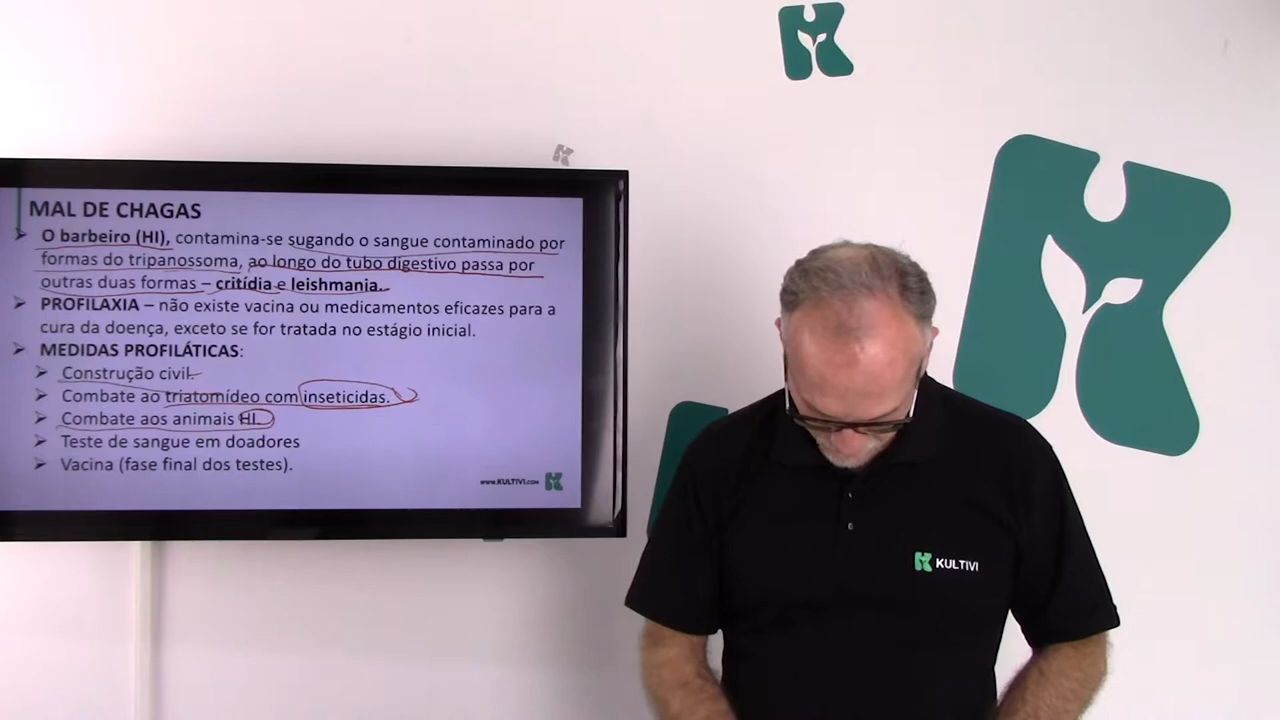 MAL DE CHAGAS
O barbeiro (HI), contamina-se sugando o sangue contaminado por
formas do tripanossoma, ao longo do tubo digestivo passa por
outras duas formas – critídia e leishmania.
PROFILAXIA – não existe vacina ou medicamentos eficazes para a
cura da doença, exceto se for tratada no estágio inicial.
MEDIDAS PROFILÁTICAS:
Construção civil.
Combate ao triatomídeo com inseticidas.
Combate aos animais HI.
Teste de sangue em doadores
Vacina (fase final dos testes).
www.KULTIVI.com
KULTIVI